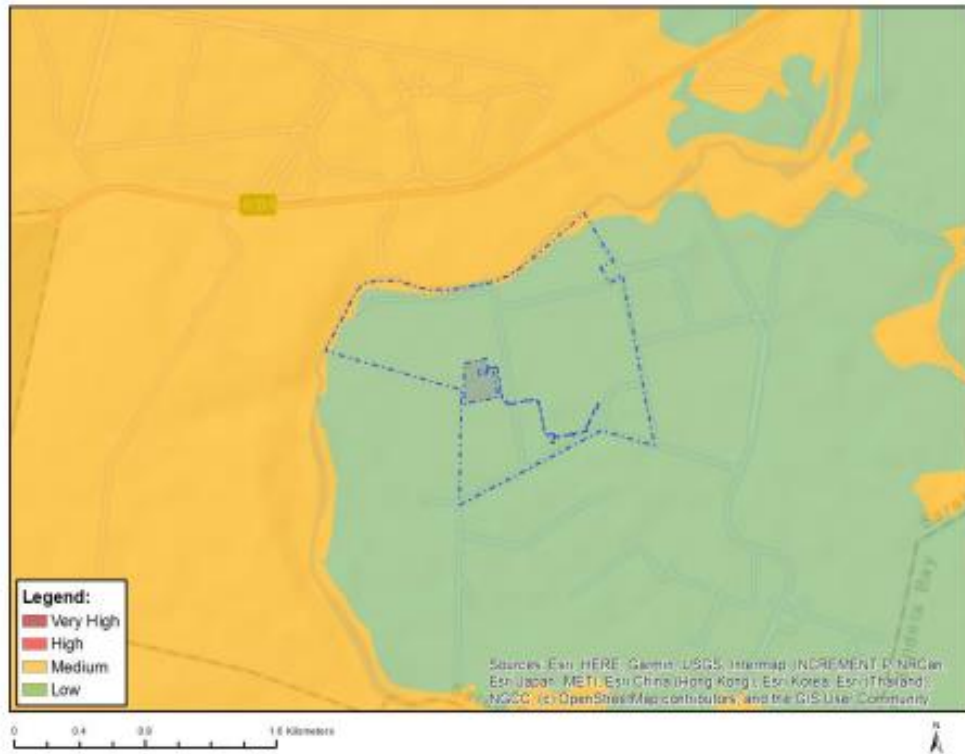 Legend:
Very High
High
Medium
Low
Sources: Esri, HERE, Garmin, USGS, Intermap, INCREMENT P, NRCan,
Esri Japan, METI, Esri China (Hong Kong), Esri Korea, Esri (Thailand),
NGCC, (c) OpenStreetMap contributors, and the GIS User Community
0 0.4 0.8 1.6 Kilometers
N